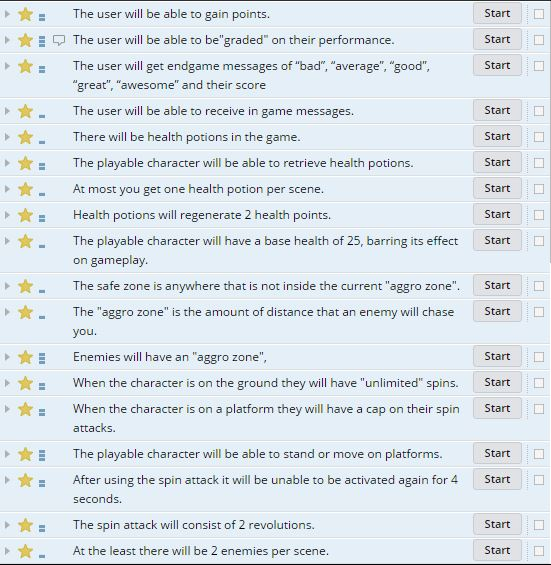 The user will be able to gain points. Start
The user will be able to be"graded" on their performance. Start
The user will get endgame messages of “bad”, “average”, “good”, Start
“great”, “awesome” and their score
The user will be able to receive in game messages. Start
There will be health potions in the game. Start
The playable character will be able to retrieve health potions. Start
At most you get one health potion per scene. Start
Health potions will regenerate 2 health points. Start
The playable character will have a base health of 25, barring its effect Start
on gameplay.
The safe zone is anywhere that is not inside the current "aggro zone". Start
The "aggro zone" is the amount of distance that an enemy will chase Start
you.
Enemies will have an "aggro zone", Start
When the character is on the ground they will have "unlimited" spins. Start
When the character is on a platform they will have a cap on their spin Start
attacks.
The playable character will be able to stand or move on platforms. Start
After using the spin attack it will be unable to be activated again for 4 Start
seconds.
The spin attack will consist of 2 revolutions. Start
At the least there will be 2 enemies per scene. Start